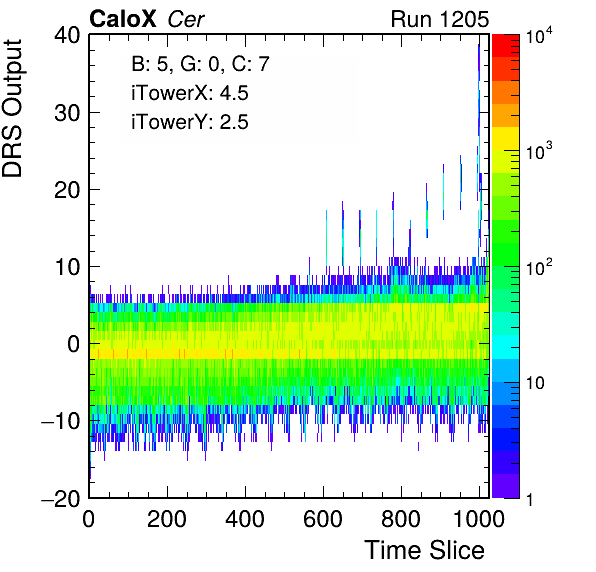 CaloX Cer Run 1205
DRS Output
B: 5, G: 0, C: 7
iTowerX: 4.5
iTowerY: 2.5
40
30
20
10
0
−10
−20
0 200 400 600 800 1000
Time Slice
10^4
10^3
10^2
10
1